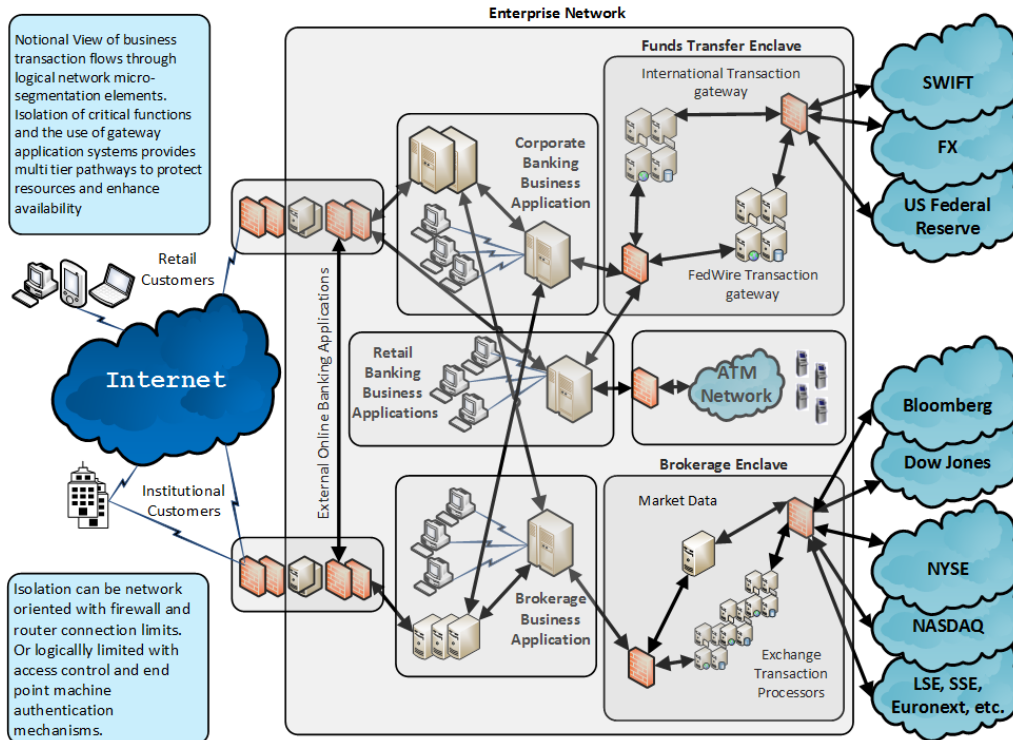 Enterprise Network
Notional View of business
transaction flows through
logical network micro-
segmentation elements.
Isolation of critical functions
and the use of gateway
application systems provides
multi tier pathways to protect
resources and enhance
availability
Funds Transfer Enclave
International Transaction
gateway
SWIFT
FX
US Federal
Reserve
Corporate
Banking
Business
Application
FedWire Transaction
gateway
Retail
Customers
Internet
External Online Banking Applications
Retail
Banking
Business
Applications
ATM
Network
Bloomberg
Dow Jones
Institutional
Customers
Brokerage Enclave
Market Data
NYSE
NASDAQ
LSE, SSE,
Euronext, etc.
Brokerage
Business
Application
Exchange
Transaction
Processors
Isolation can be network
oriented with firewall and
router connection limits.
Or logicallly limited with
access control and end
point machine
authentication
mechanisms.